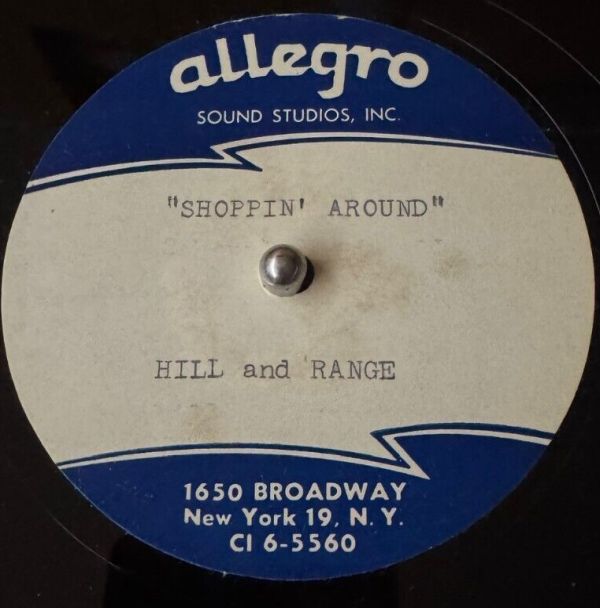 allegro
SOUND STUDIOS, INC.
"SHOPPIN' AROUND"
HILL and RANGE
1650 BROADWAY
New York 19, N. Y.
CI 6-5560